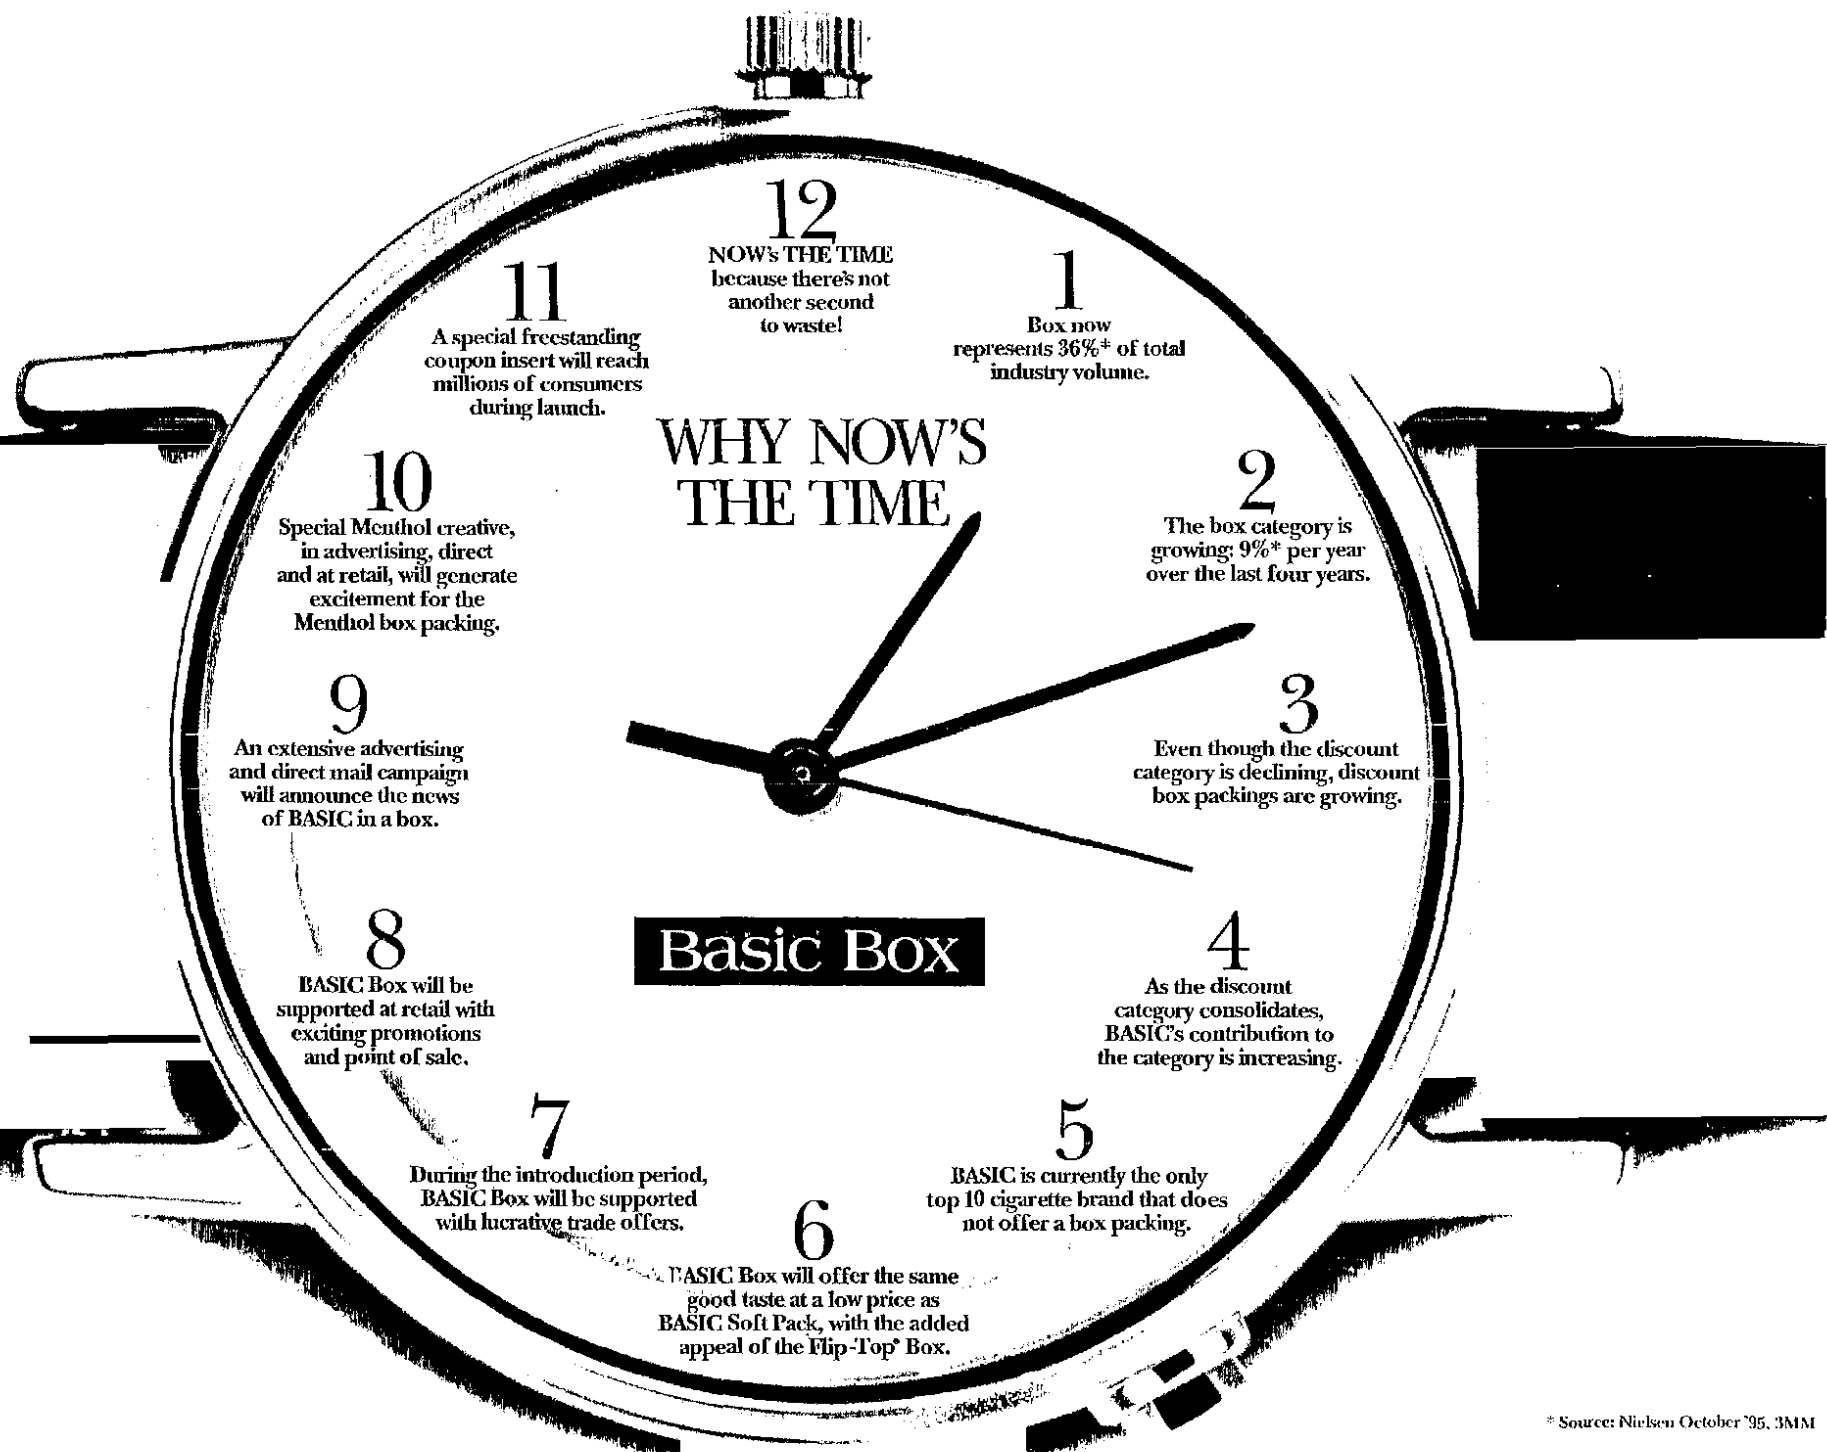 12
NOW's THE TIME
because there's not
another second
to waste!
1
Box now
represents 36%* of total
industry volume.
2
The box category is
growing: 9%* per year
over the last four years.
3
Even though the discount
category is declining, discount
box packings are growing.
4
As the discount
category consolidates,
BASIC's contribution to
the category is increasing.
5
BASIC is currently the only
top 10 cigarette brand that does
not offer a box packing.
6
BASIC Box will offer the same
good taste at a low price as
BASIC Soft Pack, with the added
appeal of the Flip-Top® Box.
7
During the introduction period,
BASIC Box will be supported
with lucrative trade offers.
8
BASIC Box will be
supported at retail with
exciting promotions
and point of sale.
9
An extensive advertising
and direct mail campaign
will announce the news
of BASIC in a box.
10
Special Menthol creative,
in advertising, direct
and at retail, will generate
excitement for the
Menthol box packing.
11
A special freestanding
coupon insert will reach
millions of consumers
during launch.
WHY NOW'S
THE TIME
Basic Box
* Source: Nielsen October '95, 3MM